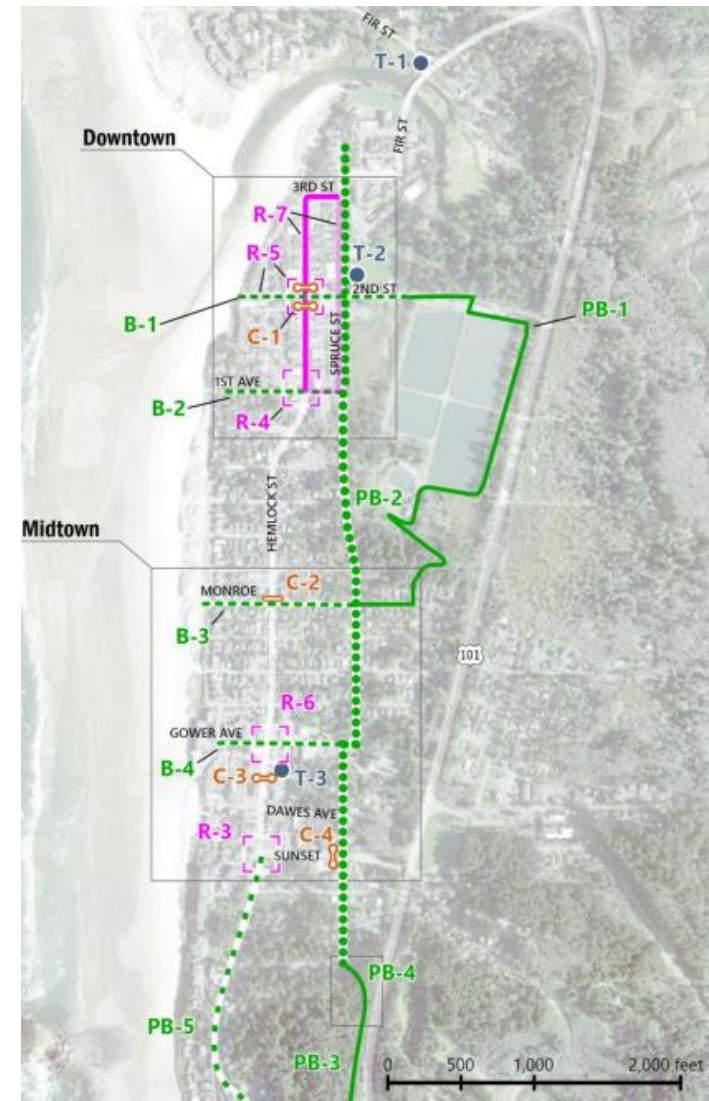 FIR ST
T-1
FIR ST
Downtown
3RD ST
R-7
R-5
T-2
2ND ST
B-1
PB-1
C-1
SPRUCE ST
1ST AVE
B-2
R-4
HEMLOCK ST
PB-2
Midtown
MONROE
C-2
B-3
101
R-6
GOWER AVE
B-4
C-3
T-3
DAWES AVE
R-3
C-4
SUNSET
PB-4
PB-5
PB-3
0 500 1,000 2,000 feet